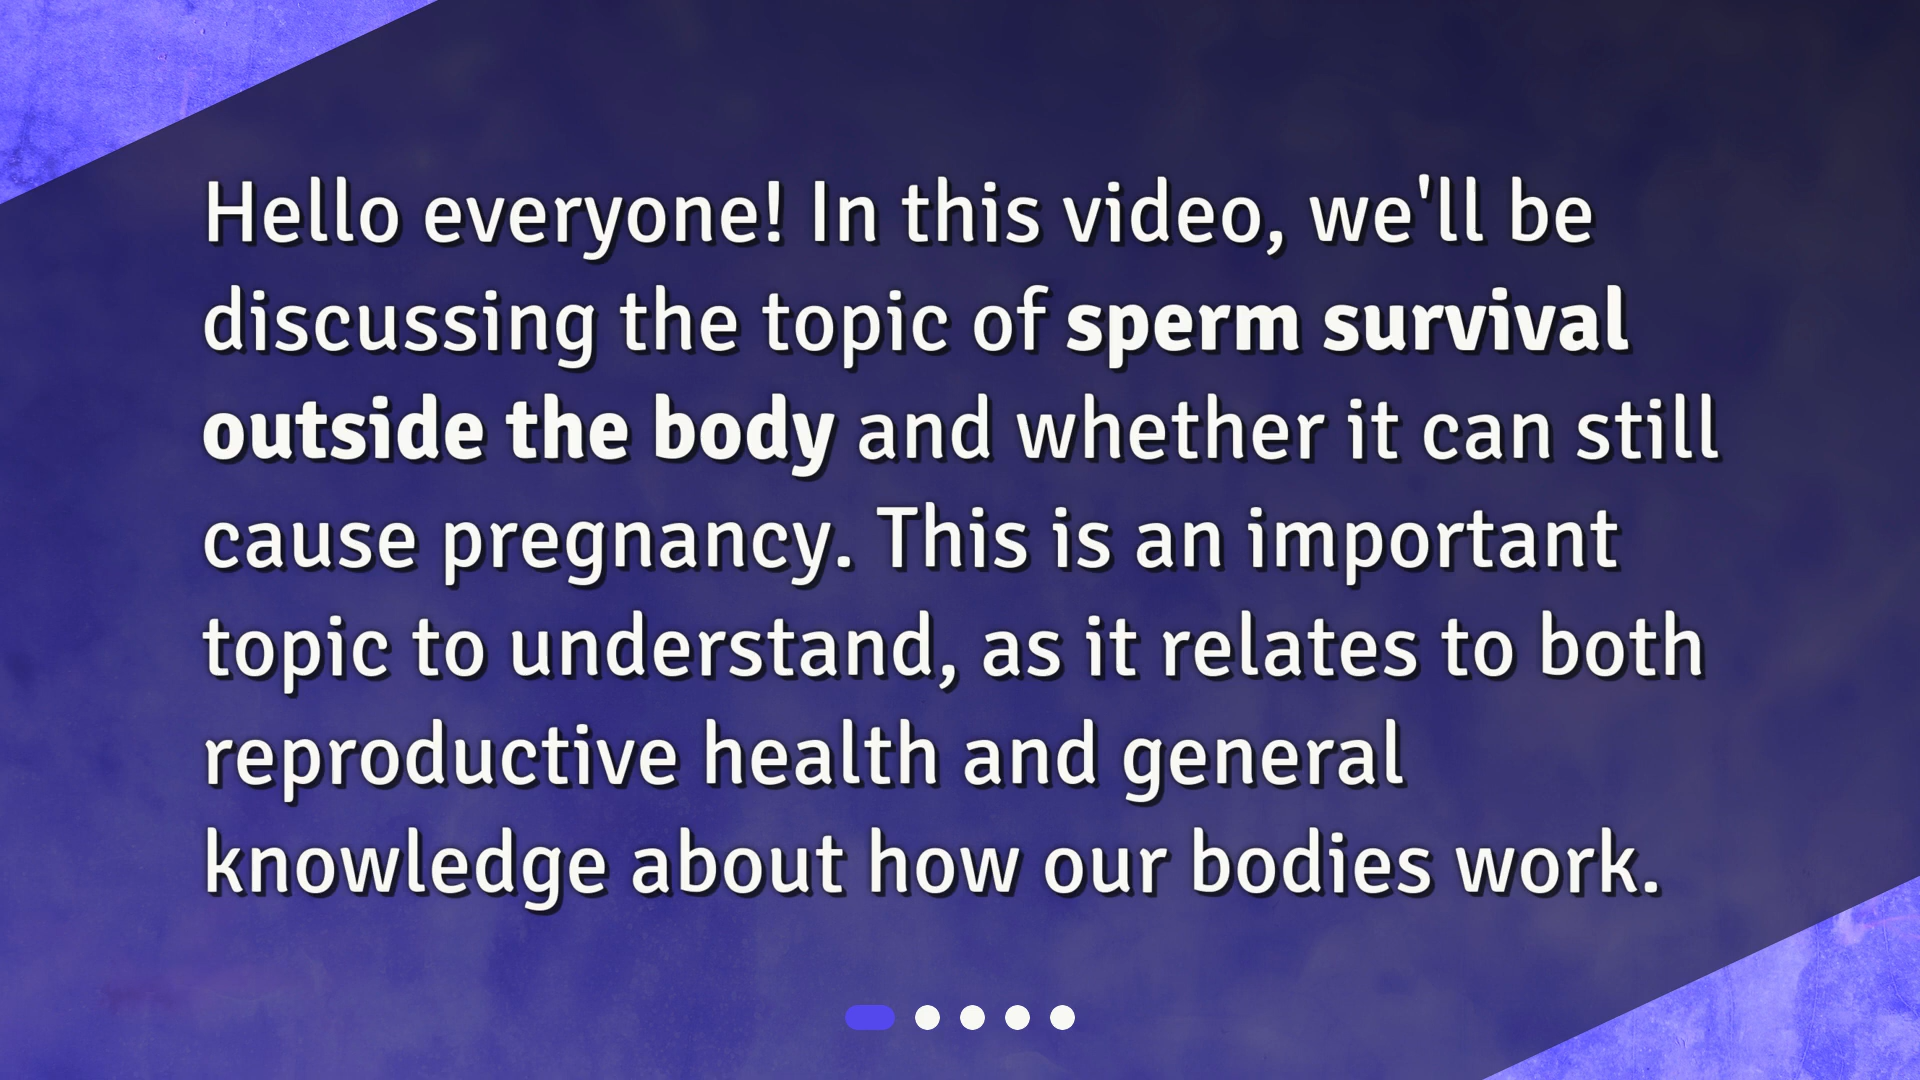 Hello everyone! In this video, we'll be
discussing the topic of sperm survival
outside the body and whether it can still
cause pregnancy. This is an important
topic to understand, as it relates to both
reproductive health and general
knowledge about how our bodies work.